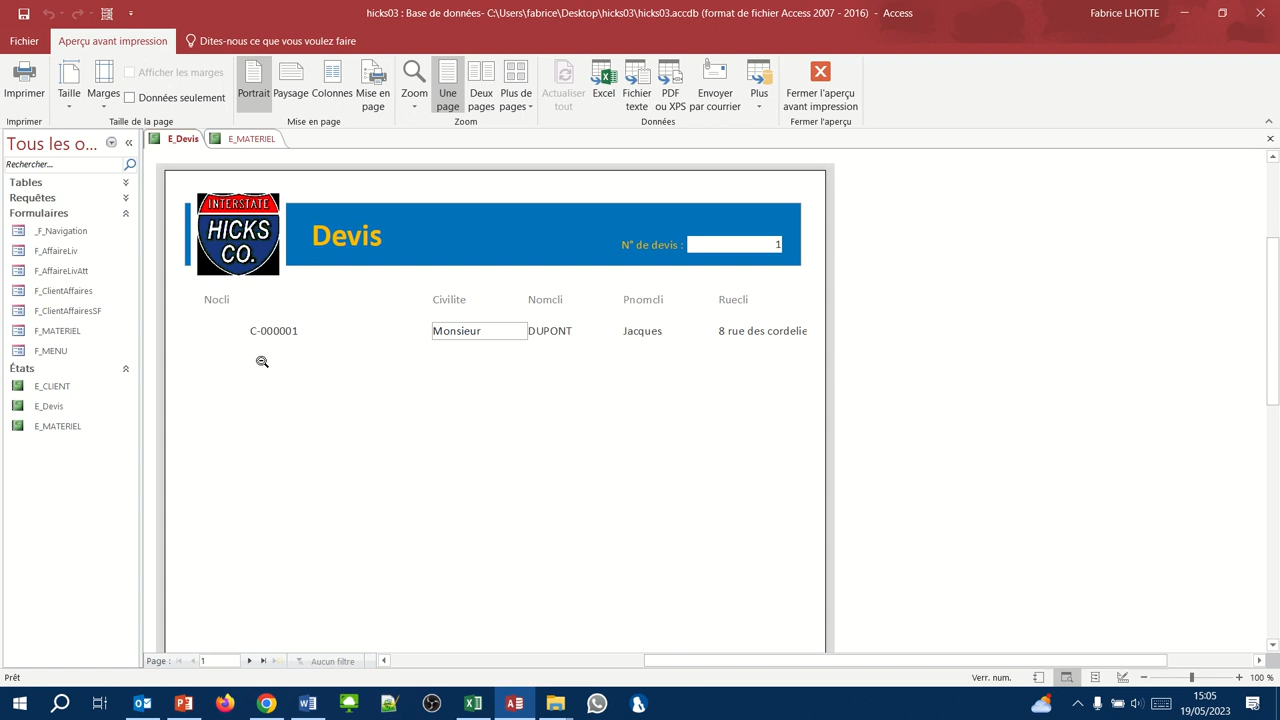 hicks03 : Base de données- C:\Users\fabrice\Desktop\hicks03\hicks03.accdb (format de fichier Access 2007 - 2016) - Access
Fabrice LHOTTE
Fichier
Aperçu avant impression
Dites-nous ce que vous voulez faire
Imprimer
Taille
Marges
Afficher les marges
Données seulement
Portrait
Paysage
Colonnes
Mise en page
Zoom
Une page
Deux pages
Plus de pages
Actualiser tout
Excel
Fichier texte
PDF ou XPS
Envoyer par courrier
Plus
Fermer l'aperçu avant impression
Imprimer
Taille de la page
Mise en page
Zoom
Données
Fermer l'aperçu
Tous les o...
E_Devis
E_MATERIEL
Rechercher...
Tables
Requêtes
Formulaires
_F_Navigation
F_AffaireLiv
F_AffaireLivAtt
F_ClientAffaires
F_ClientAffairesSF
F_MATERIEL
F_MENU
États
E_CLIENT
E_Devis
E_MATERIEL
INTERSTATE
HICKS
CO.
Devis
N° de devis : 1
Nocli Civilite Nomcli Pnomcli Ruecli
C-000001 Monsieur DUPONT Jacques 8 rue des cordelie
Page : 1 Aucun filtre
Prêt
Verr. num.
100 %
15:05
19/05/2023